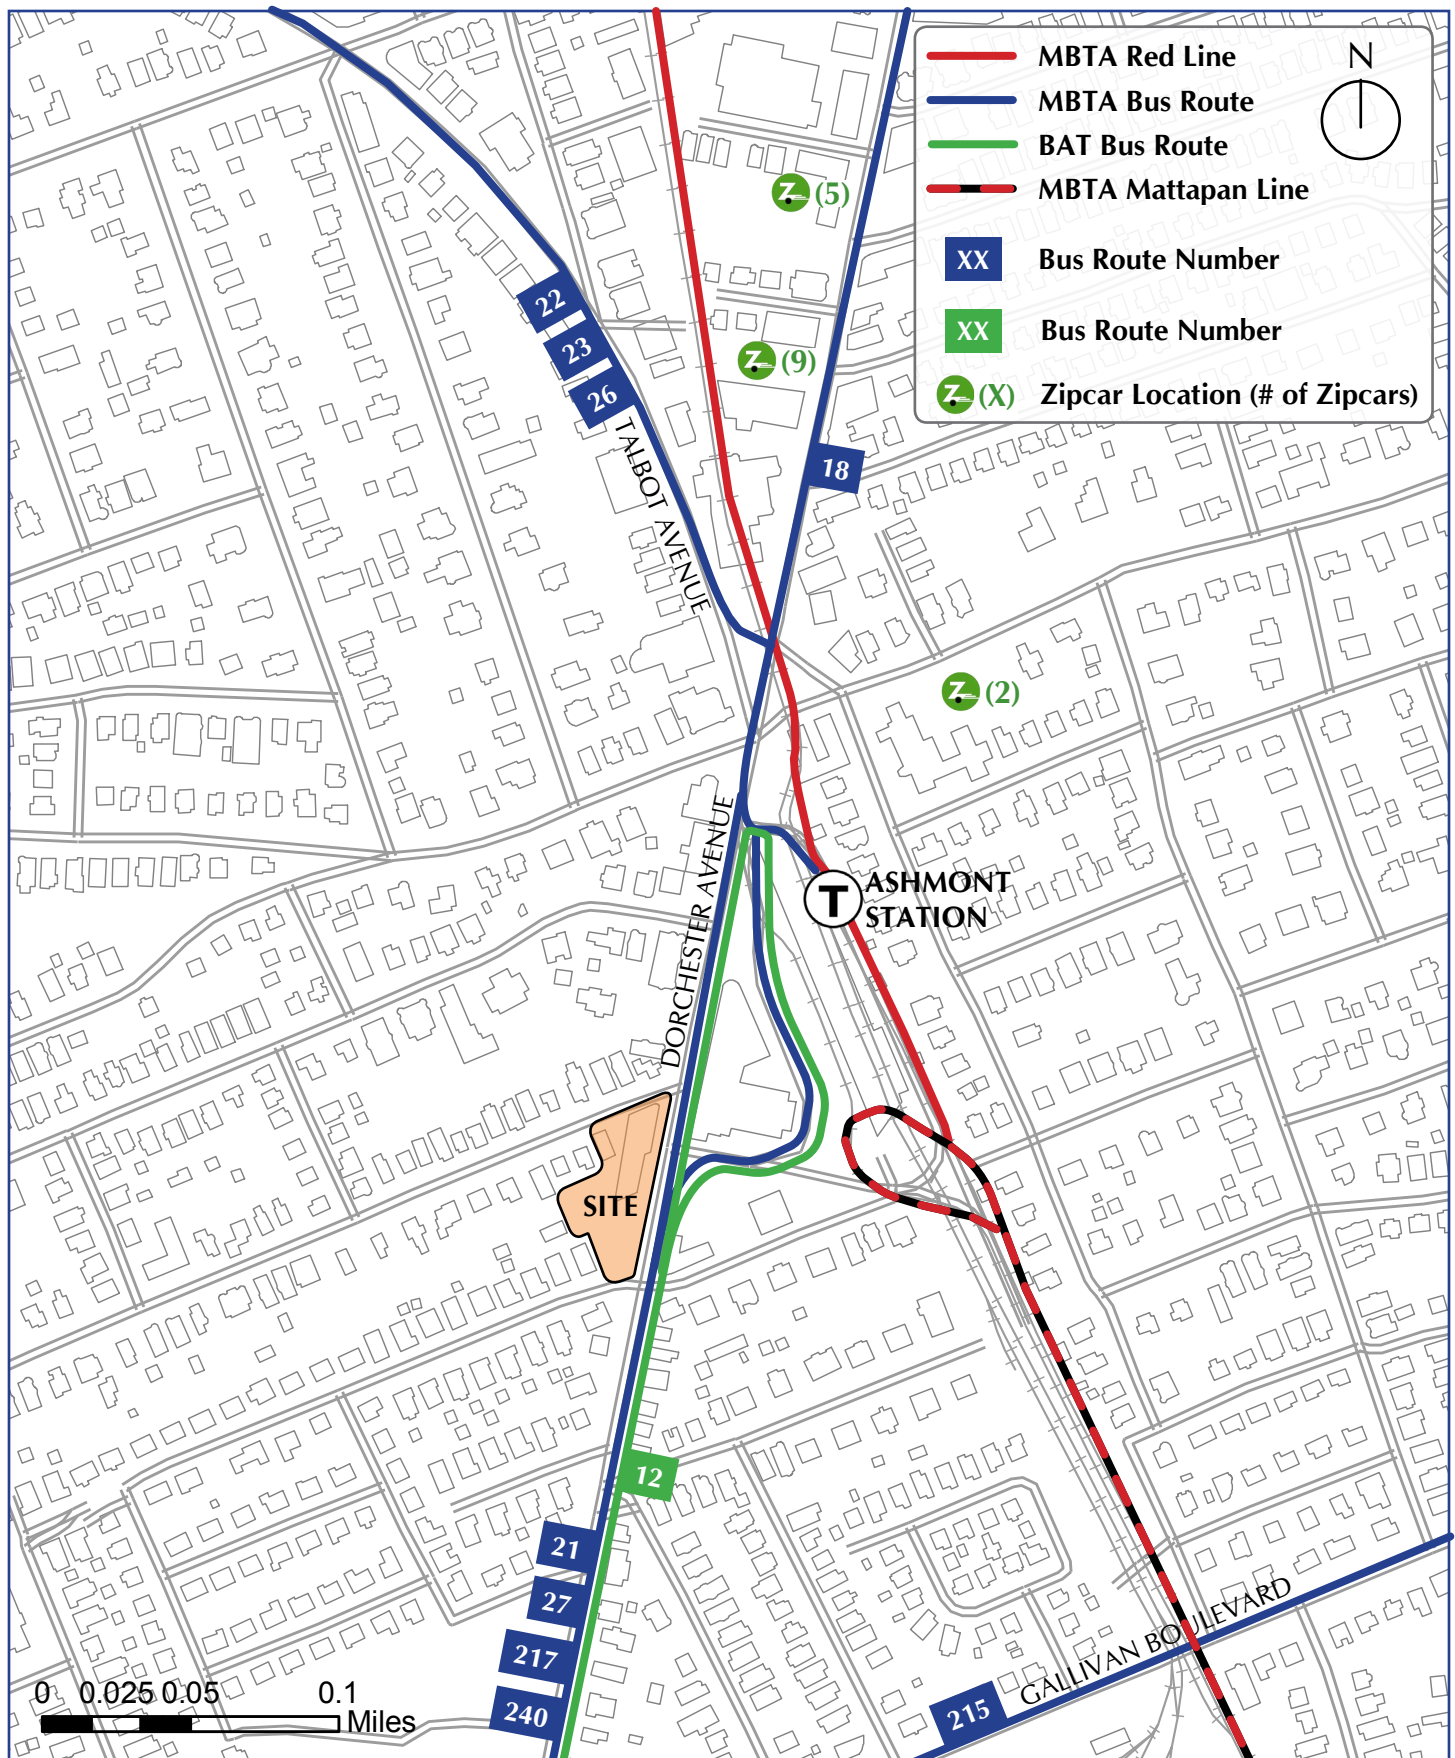 MBTA Red Line
N
MBTA Bus Route
BAT Bus Route
MBTA Mattapan Line
XX Bus Route Number
XX Bus Route Number
Z (X) Zipcar Location (# of Zipcars)
Z (5)
22
23
26
Z (9)
TALBOT AVENUE
18
Z (2)
DORCHESTER AVENUE
T ASHMONT
STATION
SITE
12
21
27
217
240
GALLIVAN BOULEVARD
215
0 0.025 0.05 0.1
Miles